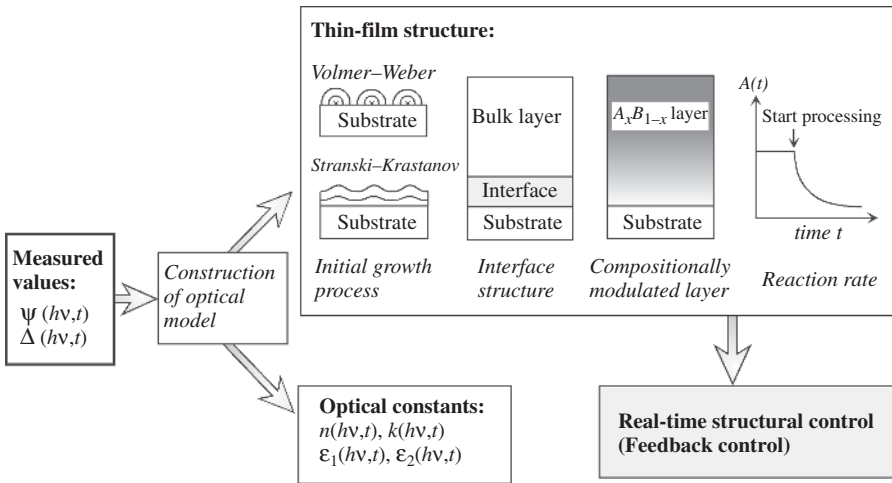 Thin-film structure:
Volmer–Weber
Substrate
Stranski–Krastanov
Substrate
Initial growth
process
Bulk layer
Interface
Substrate
Interface
structure
AₓB₁₋ₓ layer
Substrate
Compositionally
modulated layer
A(t)
Start processing
time t
Reaction rate
Measured
values:
Ψ (hν,t)
Δ (hν,t)
Construction
of optical
model
Optical constants:
n(hν,t), k(hν,t)
ε₁(hν,t), ε₂(hν,t)
Real-time structural control
(Feedback control)